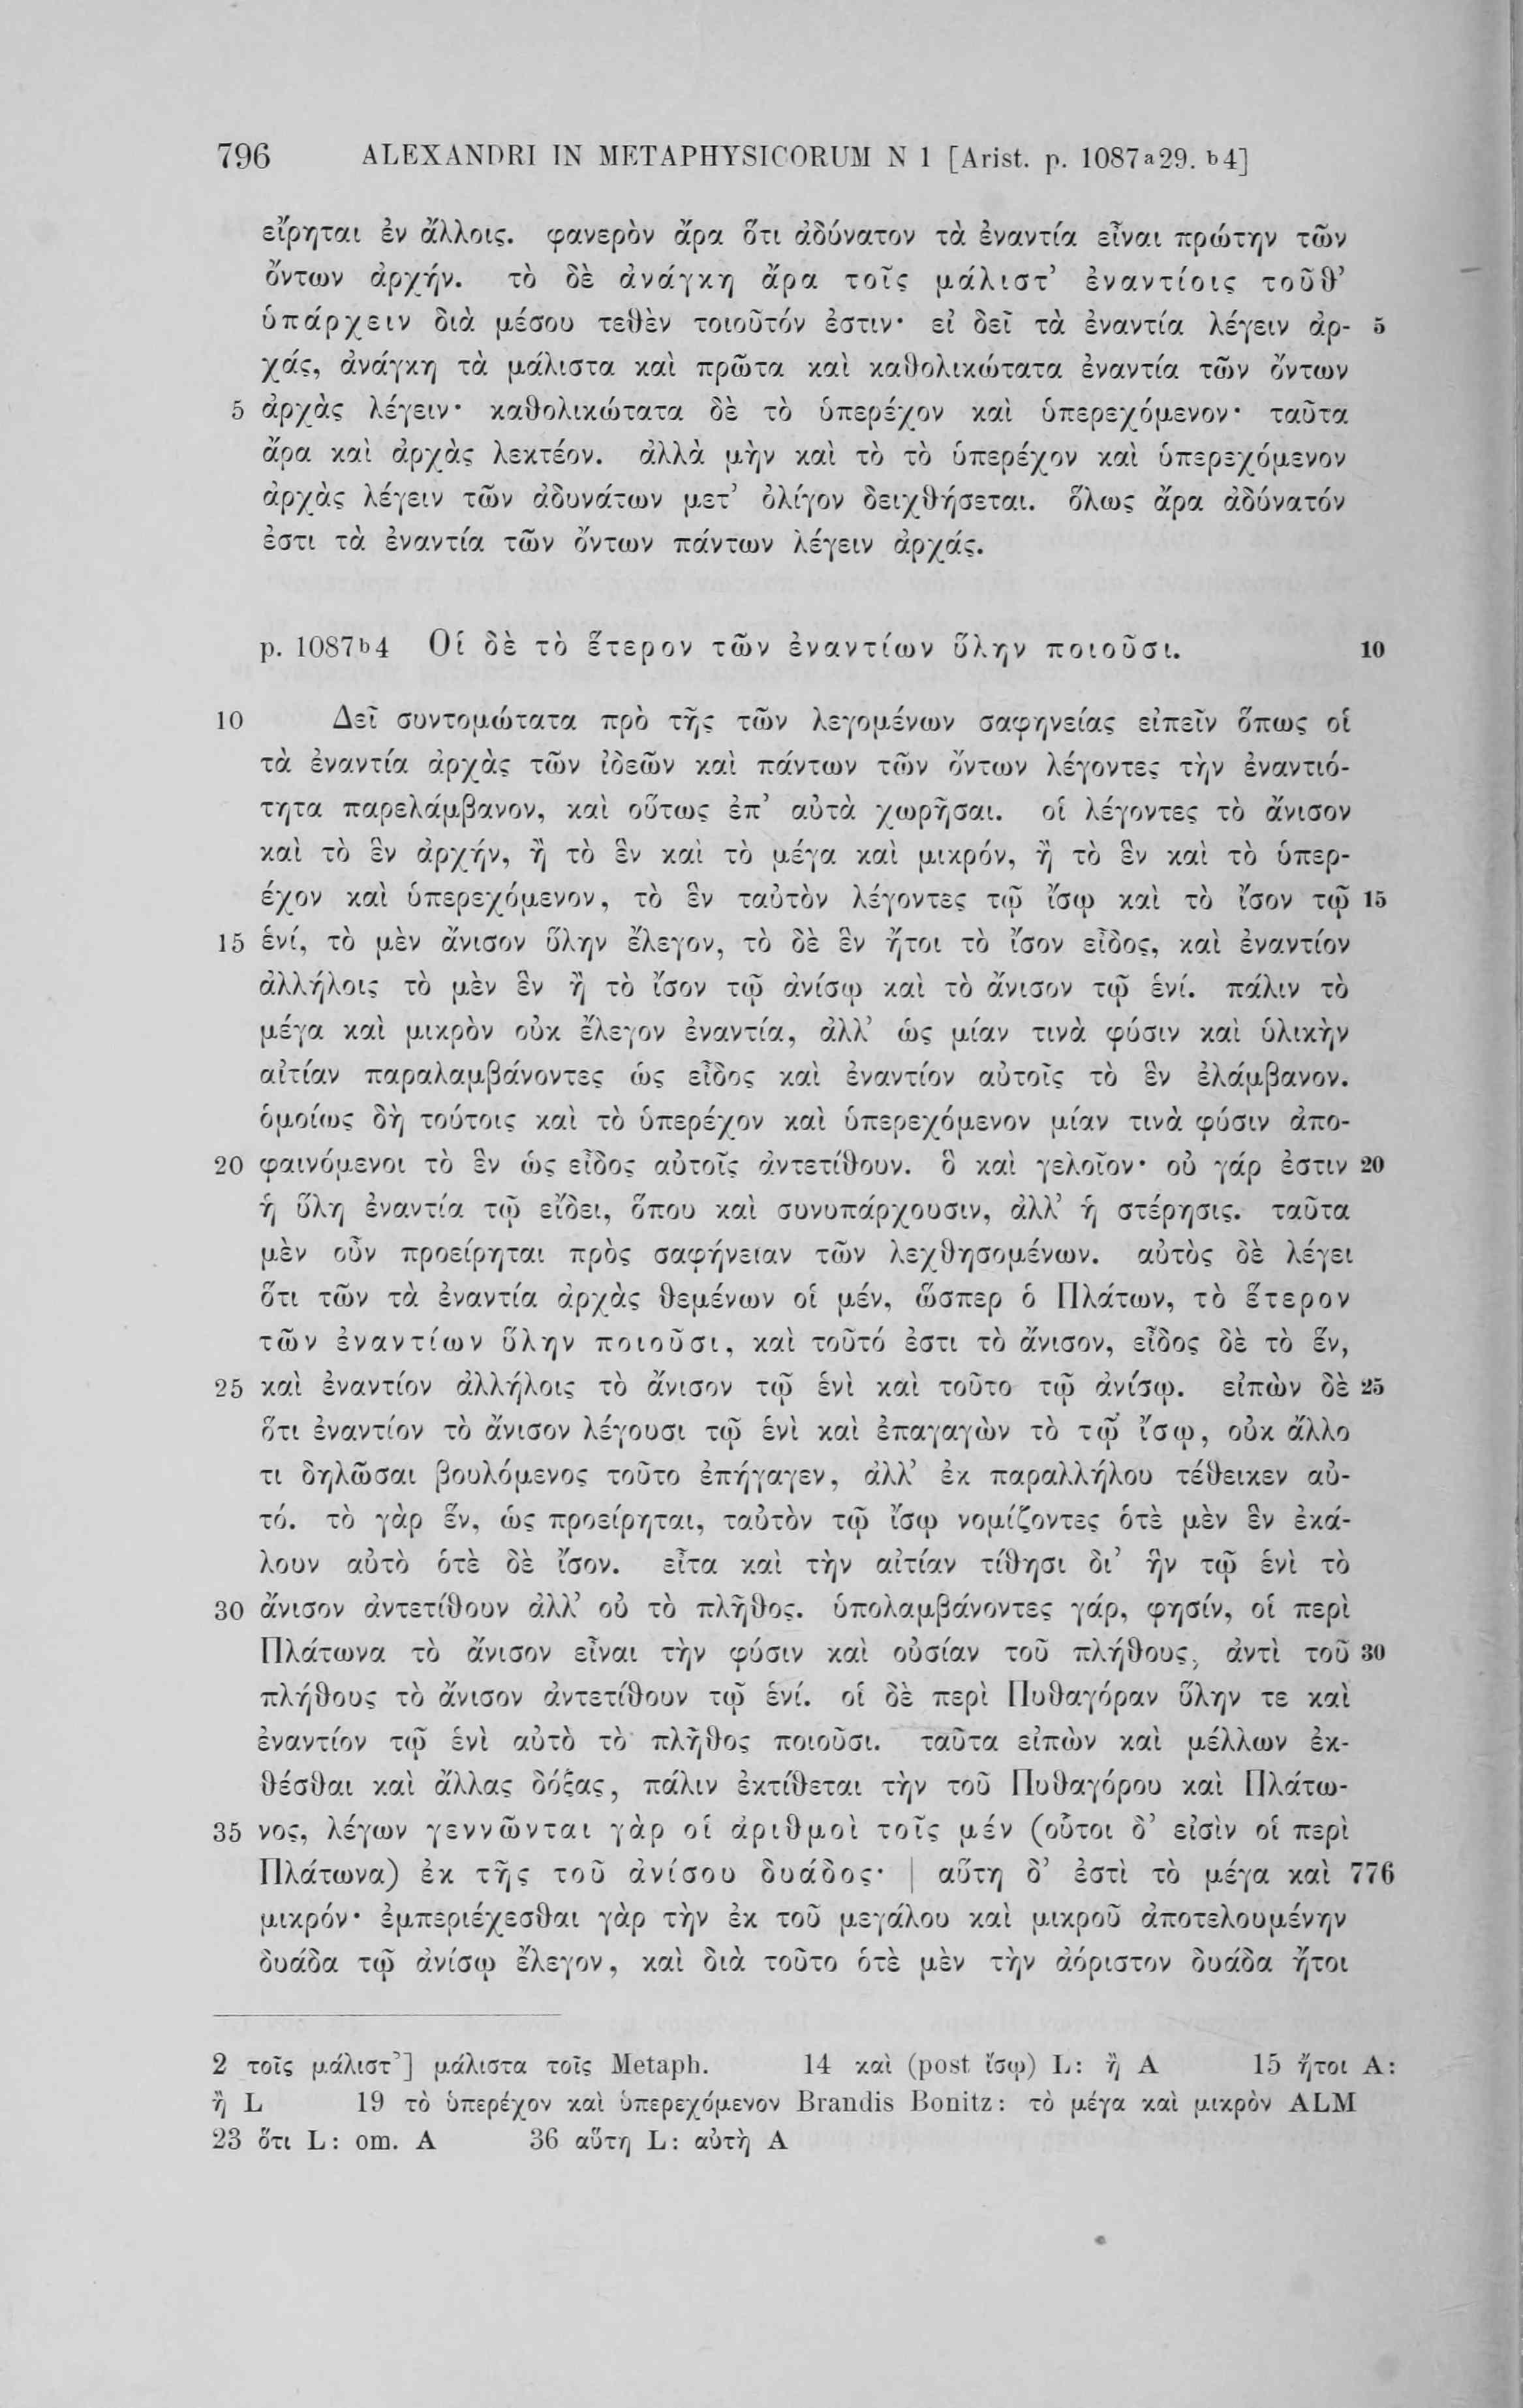 796 ALEXANDRI IN METAPHYSICORUM N 1 [Arist. p. 1087ᵃ29. ᵇ4]
εἴρηται ἐν ἄλλοις. φανερὸν ἄρα ὅτι ἀδύνατον τὰ ἐναντία εἶναι πρώτην τῶν
ὄντων ἀρχήν. τὸ δὲ ἀνάγκη ἄρα τοῖς μάλιστ’ ἐναντίοις τοῦθ’
ὑπάρχειν διὰ μέσου τεθὲν τοιοῦτόν ἐστιν· εἰ δεῖ τὰ ἐναντία λέγειν ἀρ- 5
χάς, ἀνάγκη τὰ μάλιστα καὶ πρῶτα καὶ καθολικώτατα ἐναντία τῶν ὄντων
5 ἀρχὰς λέγειν· καθολικώτατα δὲ τὸ ὑπερέχον καὶ ὑπερεχόμενον· ταῦτα
ἄρα καὶ ἀρχὰς λεκτέον. ἀλλὰ μὴν καὶ τὸ τὸ ὑπερέχον καὶ ὑπερεχόμενον
ἀρχὰς λέγειν τῶν ἀδυνάτων μετ’ ὀλίγον δειχθήσεται. ὅλως ἄρα ἀδύνατόν
ἐστι τὰ ἐναντία τῶν ὄντων πάντων λέγειν ἀρχάς.
p. 1087ᵇ4 Οἱ δὲ τὸ ἕτερον τῶν ἐναντίων ὕλην ποιοῦσι. 10
10 Δεῖ συντομώτατα πρὸ τῆς τῶν λεγομένων σαφηνείας εἰπεῖν ὅπως οἱ
τὰ ἐναντία ἀρχὰς τῶν ἰδεῶν καὶ πάντων τῶν ὄντων λέγοντες τὴν ἐναντιό-
τητα παρελάμβανον, καὶ οὕτως ἐπ’ αὐτὰ χωρῆσαι. οἱ λέγοντες τὸ ἄνισον
καὶ τὸ ἓν ἀρχήν, ἢ τὸ ἓν καὶ τὸ μέγα καὶ μικρόν, ἢ τὸ ἓν καὶ τὸ ὑπερ-
έχον καὶ ὑπερεχόμενον, τὸ ἓν ταὐτὸν λέγοντες τῷ ἴσῳ καὶ τὸ ἴσον τῷ 15
15 ἑνί, τὸ μὲν ἄνισον ὕλην ἔλεγον, τὸ δὲ ἓν ἤτοι τὸ ἴσον εἶδος, καὶ ἐναντίον
ἀλλήλοις τὸ μὲν ἓν ἢ τὸ ἴσον τῷ ἀνίσῳ καὶ τὸ ἄνισον τῷ ἑνί. πάλιν τὸ
μέγα καὶ μικρὸν οὐκ ἔλεγον ἐναντία, ἀλλ’ ὡς μίαν τινὰ φύσιν καὶ ὑλικὴν
αἰτίαν παραλαμβάνοντες ὡς εἶδος καὶ ἐναντίον αὐτοῖς τὸ ἓν ἐλάμβανον.
ὁμοίως δὴ τούτοις καὶ τὸ ὑπερέχον καὶ ὑπερεχόμενον μίαν τινὰ φύσιν ἀπο-
20 φαινόμενοι τὸ ἓν ὡς εἶδος αὐτοῖς ἀντετίθουν. ὃ καὶ γελοῖον· οὐ γάρ ἐστιν 20
ἡ ὕλη ἐναντία τῷ εἴδει, ὅπου καὶ συνυπάρχουσιν, ἀλλ’ ἡ στέρησις. ταῦτα
μὲν οὖν προείρηται πρὸς σαφήνειαν τῶν λεχθησομένων. αὐτὸς δὲ λέγει
ὅτι τῶν τὰ ἐναντία ἀρχὰς θεμένων οἱ μέν, ὥσπερ ὁ Πλάτων, τὸ ἕτερον
τῶν ἐναντίων ὕλην ποιοῦσι, καὶ τοῦτό ἐστι τὸ ἄνισον, εἶδος δὲ τὸ ἕν,
25 καὶ ἐναντίον ἀλλήλοις τὸ ἄνισον τῷ ἑνὶ καὶ τοῦτο τῷ ἀνίσῳ. εἰπὼν δὲ 25
ὅτι ἐναντίον τὸ ἄνισον λέγουσι τῷ ἑνὶ καὶ ἐπαγαγὼν τὸ τῷ ἴσῳ, οὐκ ἄλλο
τι δηλῶσαι βουλόμενος τοῦτο ἐπήγαγεν, ἀλλ’ ἐκ παραλλήλου τέθεικεν αὐ-
τό. τὸ γὰρ ἕν, ὡς προείρηται, ταὐτὸν τῷ ἴσῳ νομίζοντες ὁτὲ μὲν ἓν ἐκά-
λουν αὐτὸ ὁτὲ δὲ ἴσον. εἶτα καὶ τὴν αἰτίαν τίθησι δι’ ἣν τῷ ἑνὶ τὸ
30 ἄνισον ἀντετίθουν ἀλλ’ οὐ τὸ πλῆθος. ὑπολαμβάνοντες γάρ, φησίν, οἱ περὶ
Πλάτωνα τὸ ἄνισον εἶναι τὴν φύσιν καὶ οὐσίαν τοῦ πλήθους, ἀντὶ τοῦ 30
πλήθους τὸ ἄνισον ἀντετίθουν τῷ ἑνί. οἱ δὲ περὶ Πυθαγόραν ὕλην τε καὶ
ἐναντίον τῷ ἑνὶ αὐτὸ τὸ πλῆθος ποιοῦσι. ταῦτα εἰπὼν καὶ μέλλων ἐκ-
θέσθαι καὶ ἄλλας δόξας, πάλιν ἐκτίθεται τὴν τοῦ Πυθαγόρου καὶ Πλάτω-
35 νος, λέγων γεννῶνται γὰρ οἱ ἀριθμοὶ τοῖς μέν (οὗτοι δ’ εἰσὶν οἱ περὶ
Πλάτωνα) ἐκ τῆς τοῦ ἀνίσου δυάδος· | αὕτη δ’ ἐστὶ τὸ μέγα καὶ 776
μικρόν· ἐμπεριέχεσθαι γὰρ τὴν ἐκ τοῦ μεγάλου καὶ μικροῦ ἀποτελουμένην
δυάδα τῷ ἀνίσῳ ἔλεγον, καὶ διὰ τοῦτο ὁτὲ μὲν τὴν ἀόριστον δυάδα ἤτοι
2 τοῖς μάλιστ’] μάλιστα τοῖς Metaph. 14 καὶ (post ἴσῳ) L: ἢ A 15 ἤτοι A:
ἢ L 19 τὸ ὑπερέχον καὶ ὑπερεχόμενον Brandis Bonitz: τὸ μέγα καὶ μικρὸν ALM
23 ὅτι L: om. A 36 αὕτη L: αὐτὴ A